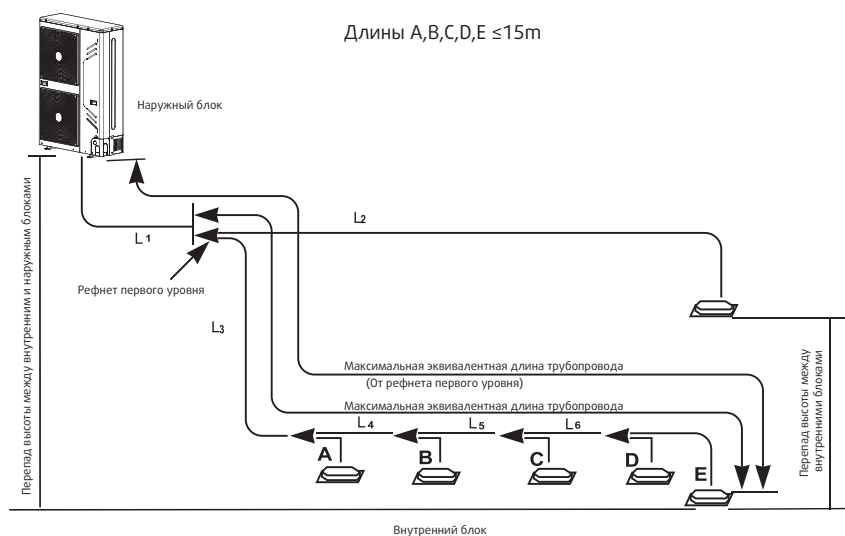 Длины A,B,C,D,E ≤15m
Наружный блок
L2
L1
Рефнет первого уровня
L3
Перепад высоты между внутренним и наружным блоками
Максимальная эквивалентная длина трубопровода
(От рефнета первого уровня)
Максимальная эквивалентная длина трубопровода
L4
L5
L6
A
B
C
D
E
Перепад высоты между
внутренними блоками
Внутренний блок